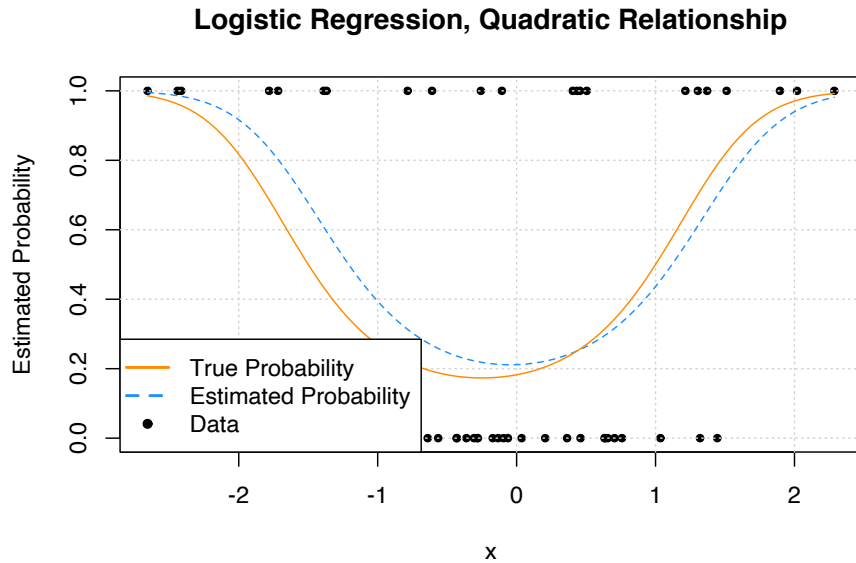 Logistic Regression, Quadratic Relationship
Estimated Probability
1.0
0.8
0.6
0.4
0.2
0.0
True Probability
Estimated Probability
Data
-2 -1 0 1 2
x